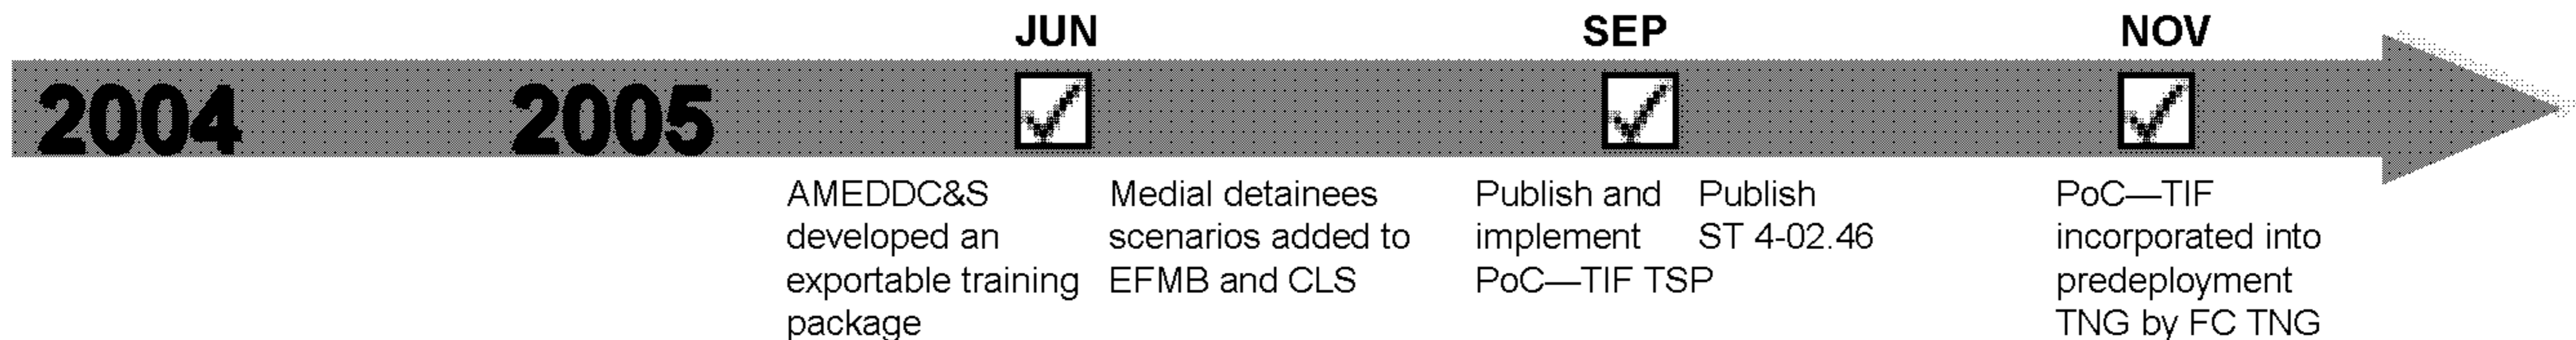 JUN
SEP
NOV
2004
2005
AMEDDC&S
developed an
exportable training
package
Medial detainees
scenarios added to
EFMB and CLS
Publish and
implement
PoC—TIF TSP
Publish
ST 4-02.46
PoC—TIF
incorporated into
predeployment
TNG by FC TNG